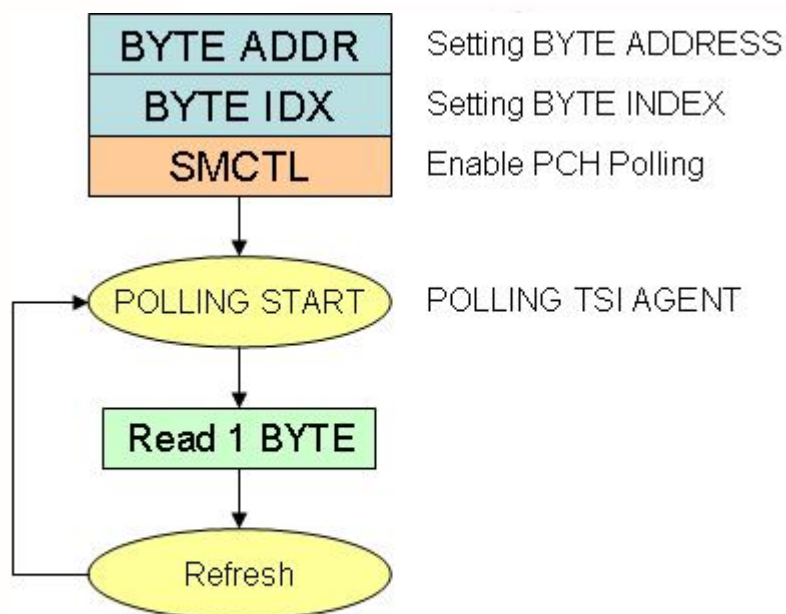 BYTE ADDR Setting BYTE ADDRESS
BYTE IDX Setting BYTE INDEX
SMCTL Enable PCH Polling
POLLING START POLLING TSI AGENT
Read 1 BYTE
Refresh